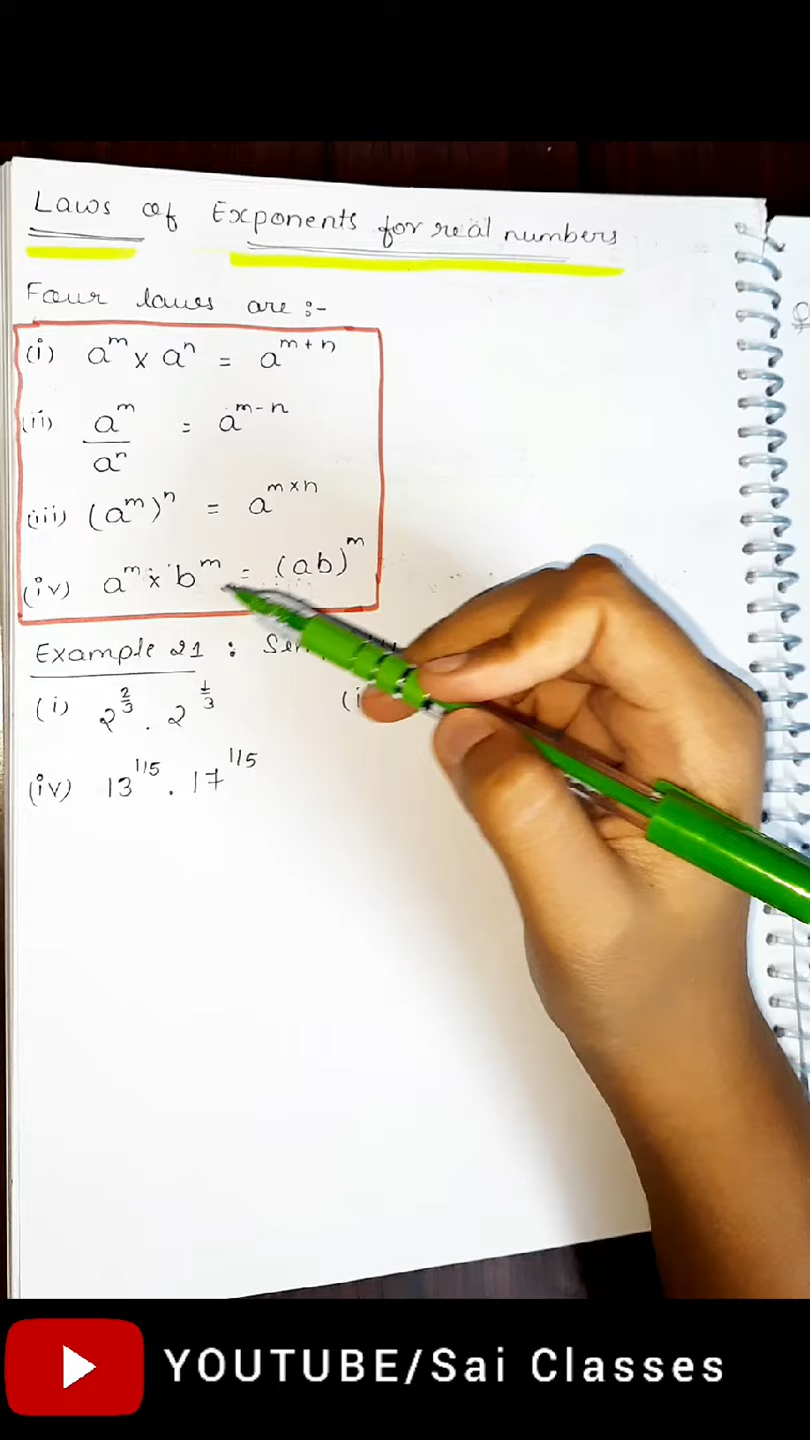 Laws of Exponents for real numbers
Four laws are :-
(i) a^m x a^n = a^{m+n}
(ii) a^m / a^n = a^{m-n}
(iii) (a^m)^n = a^{m×n}
(iv) a^m x b^m = (ab)^m
Example 21 :
(i) 2^{2/3} . 2^{1/3}
(iv) 13^{1/5} . 17^{1/5}
YOUTUBE/Sai Classes